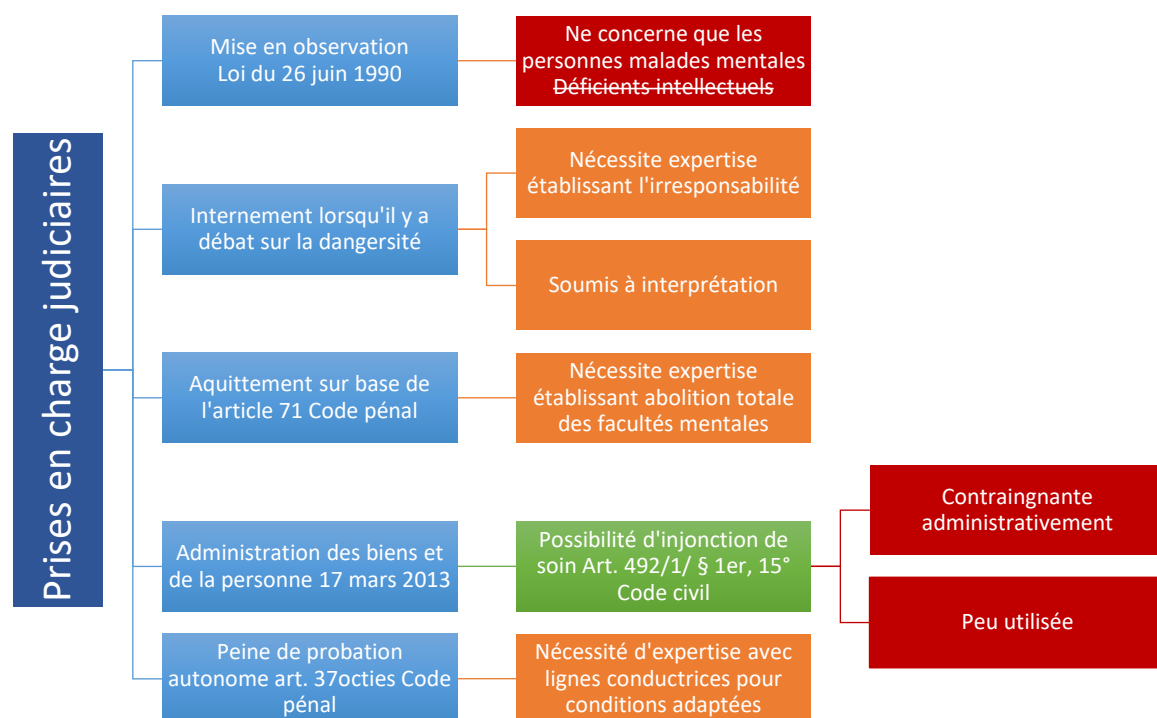 Prises en charge judiciaires
Mise en observation
Loi du 26 juin 1990
Ne concerne que les
personnes malades mentales
Déficients intellectuels
Internement lorsqu'il y a
débat sur la dangersité
Nécessite expertise
établissant l'irresponsabilité
Soumis à interprétation
Aquittement sur base de
l'article 71 Code pénal
Nécessite expertise
établissant abolition totale
des facultés mentales
Administration des biens et
de la personne 17 mars 2013
Possibilité d'injonction de
soin Art. 492/1/ § 1er, 15°
Code civil
Contraingnante
administrativement
Peu utilisée
Peine de probation
autonome art. 37octies Code
pénal
Nécessité d'expertise avec
lignes conductrices pour
conditions adaptées